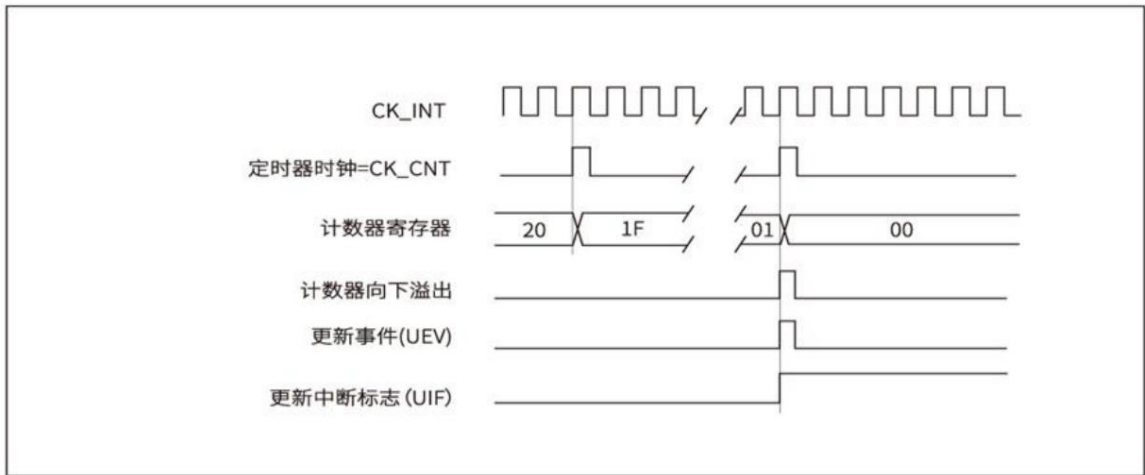 CK_INT
定时器时钟=CK_CNT
计数器寄存器 20 1F 01 00
计数器向下溢出
更新事件(UEV)
更新中断标志(UIF)